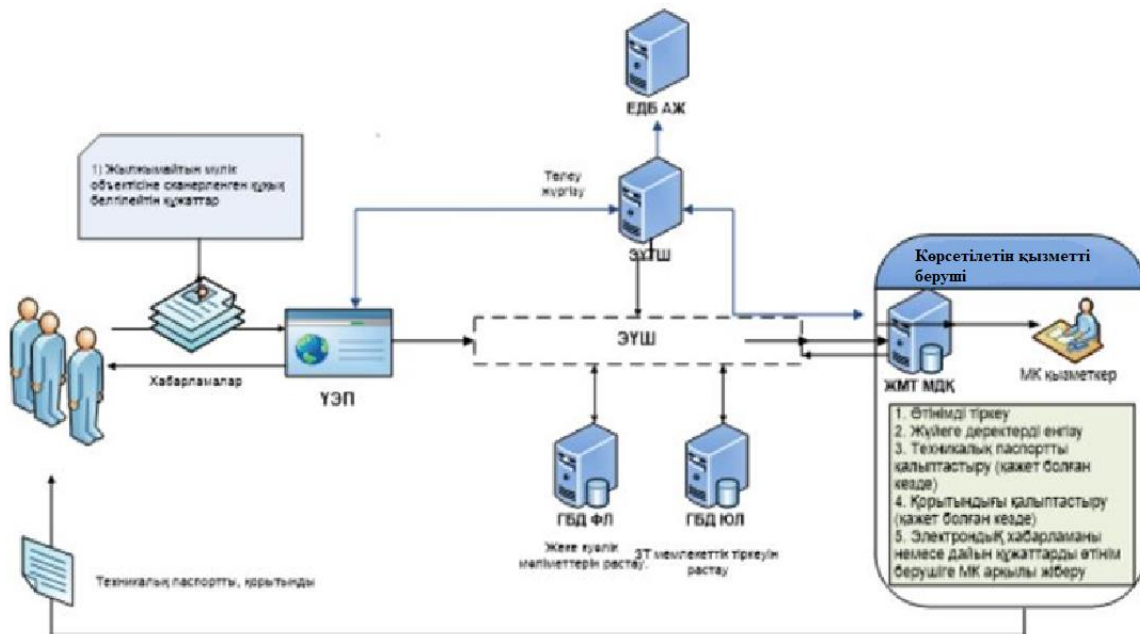 ЕДБ АЖ
1) Жылжымайтын мүлік
объектісіне сканерленген құқық
белгілейтін құжаттар
Төлеу
жүргізу
ЭҮТШ
Көрсетілетін қызметті
беруші
ЭҮШ
Хабарламалар
ҮЭП
ЖМТ МДҚ
МК қызметкер
1. Өтінімді тіркеу
2. Жүйеге деректерді енгізу
3. Техникалық паспортты
қалыптастыру (қажет болған
кезде)
4. Қорытындығы қалыптастыру
(қажет болған кезде)
5. Электрондық хабарламаны
немесе дайын құжаттарды өтінім
берушіге МК арқылы жіберу
ГБД ФЛ
ГБД ЮЛ
Жеке куәлік
мәліметтерін растау.
ЗТ мемлекеттік тіркеуін
растау
Техникалық паспортты, қорытынды